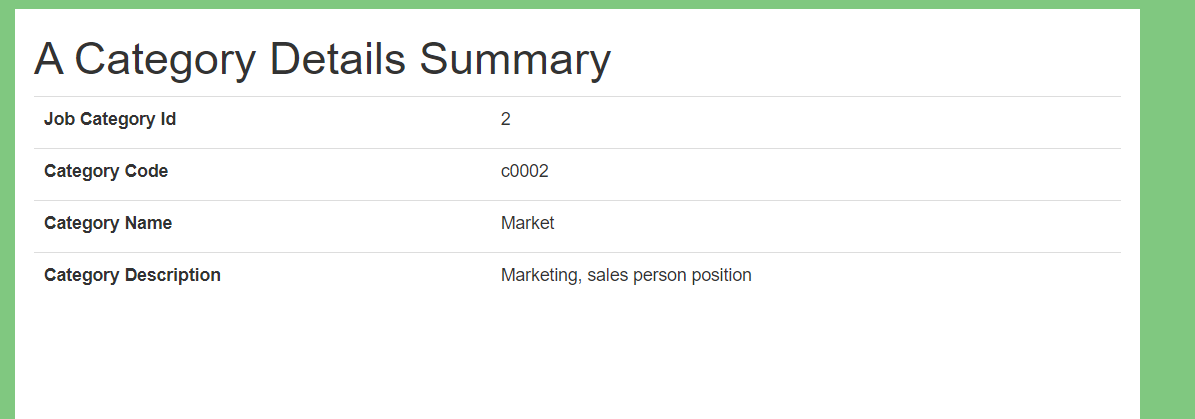 A Category Details Summary
Job Category Id 2
Category Code c0002
Category Name Market
Category Description Marketing, sales person position